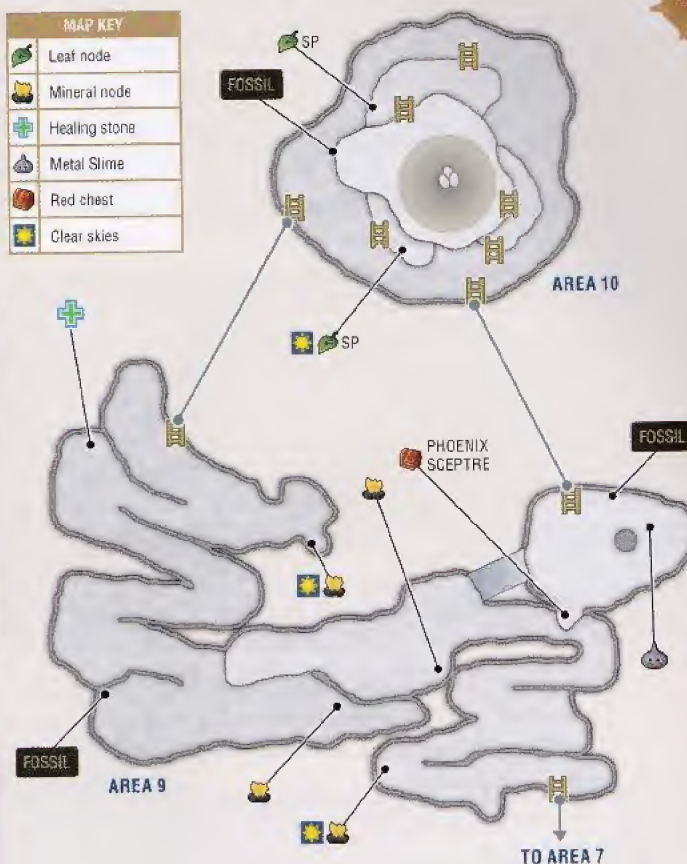 MAP KEY
Leaf node
Mineral node
Healing stone
Metal Slime
Red chest
Clear skies
SP
FOSSIL
AREA 10
SP
PHOENIX
SCEPTRE
FOSSIL
FOSSIL
AREA 9
TO AREA 7